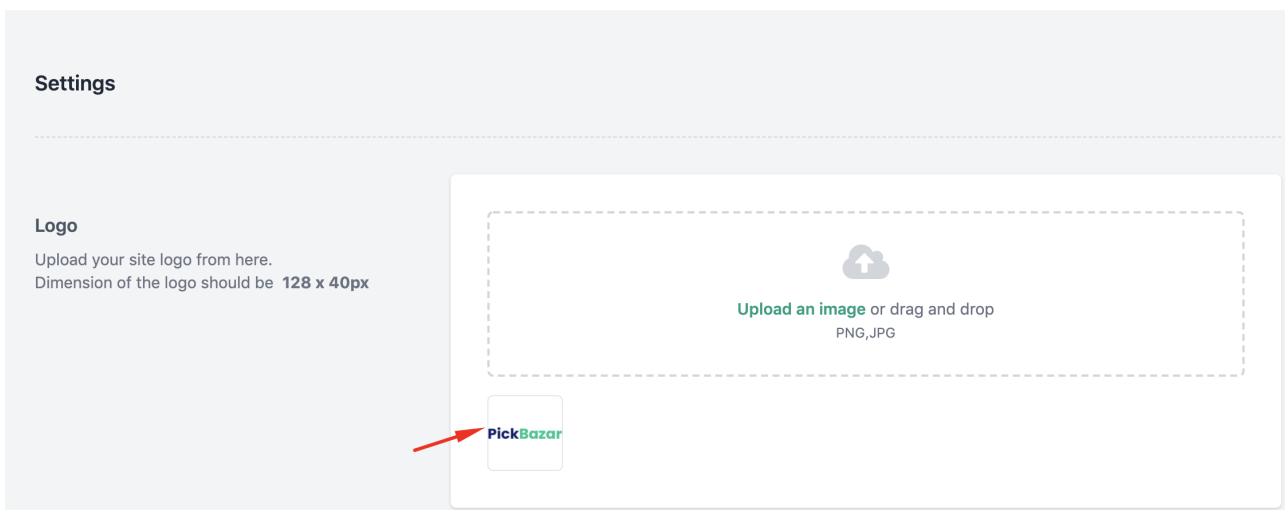 Settings
Logo
Upload your site logo from here.
Dimension of the logo should be 128 x 40px
Upload an image or drag and drop
PNG,JPG
PickBazar